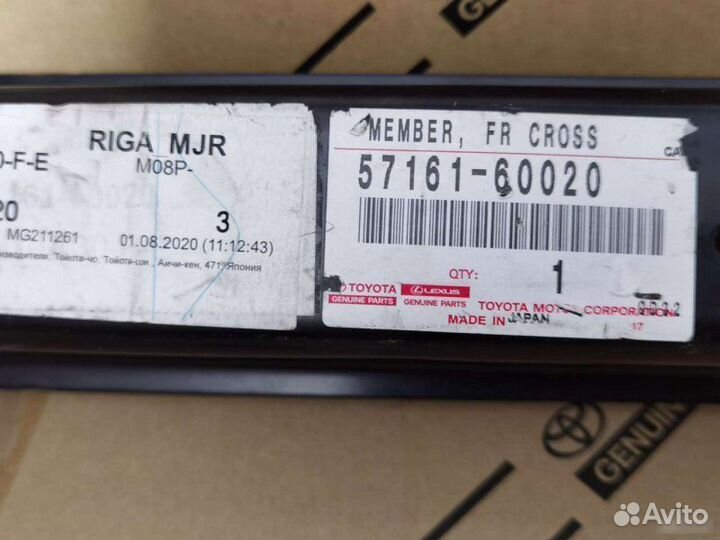 RIGA MJR
0-F-E
M08P-
20
3
MG211261
01.08.2020 (11:12:43)
Тойота-чо, Тойота-ши , Аичи-кен, 471, Япония
MEMBER, FR CROSS
57161-60020
QTY: 1
TOYOTA
GENUINE PARTS
LEXUS
GENUINE PARTS
TOYOTA MOTOR CORPORATION
MADE IN JAPAN
17
GENUINE
Avito